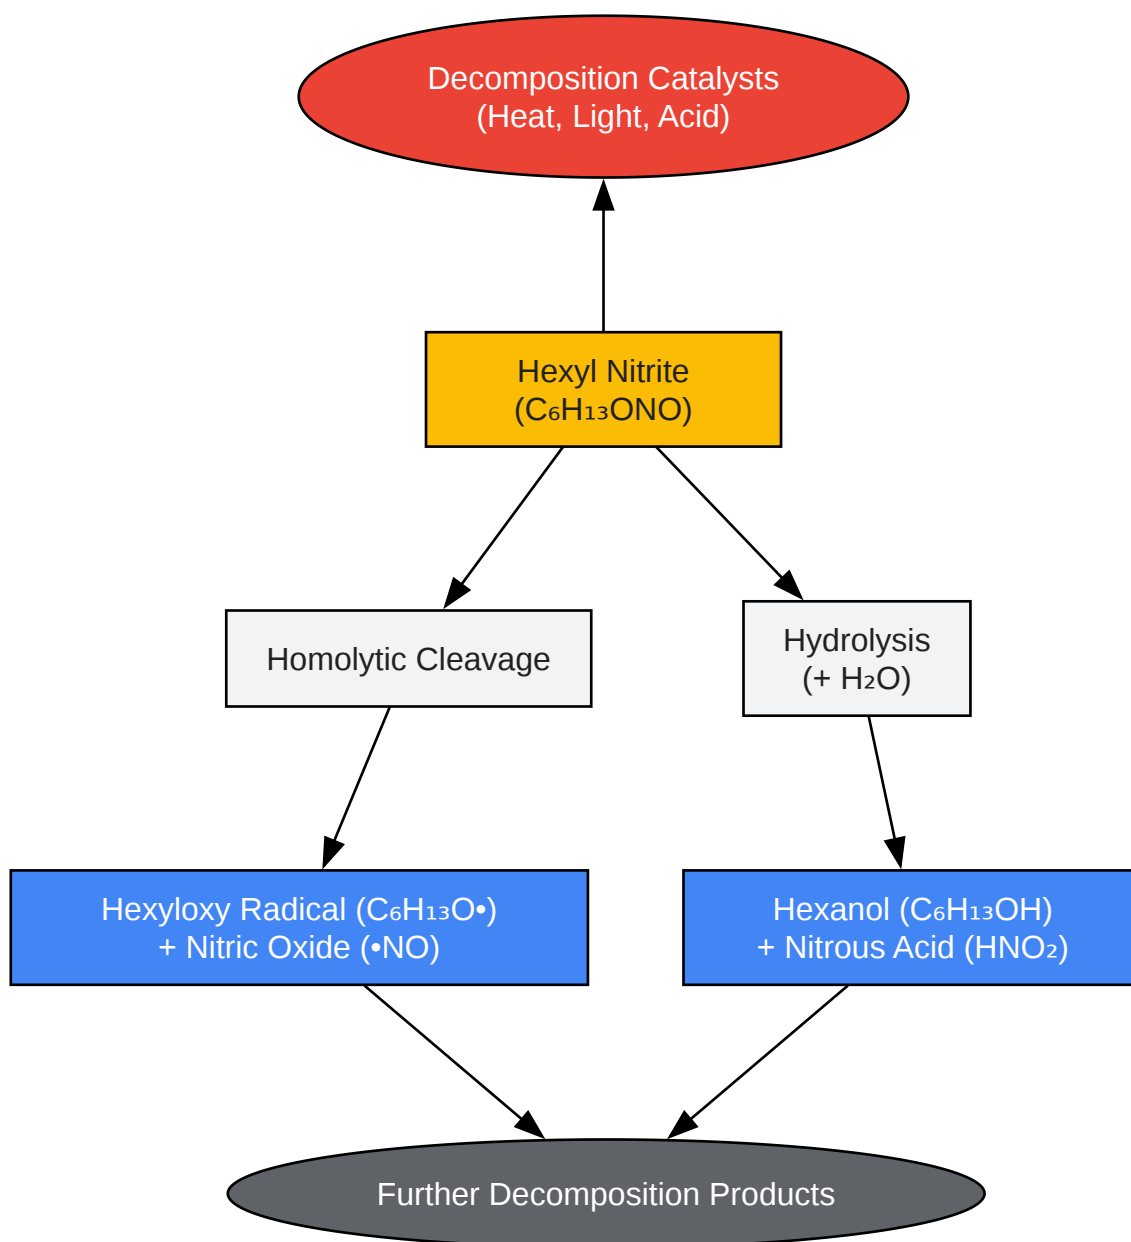 Decomposition Catalysts
(Heat, Light, Acid)
Hexyl Nitrite
(C₆H₁₃ONO)
Homolytic Cleavage
Hydrolysis
(+ H₂O)
Hexyloxy Radical (C₆H₁₃O•)
+ Nitric Oxide (•NO)
Hexanol (C₆H₁₃OH)
+ Nitrous Acid (HNO₂)
Further Decomposition Products